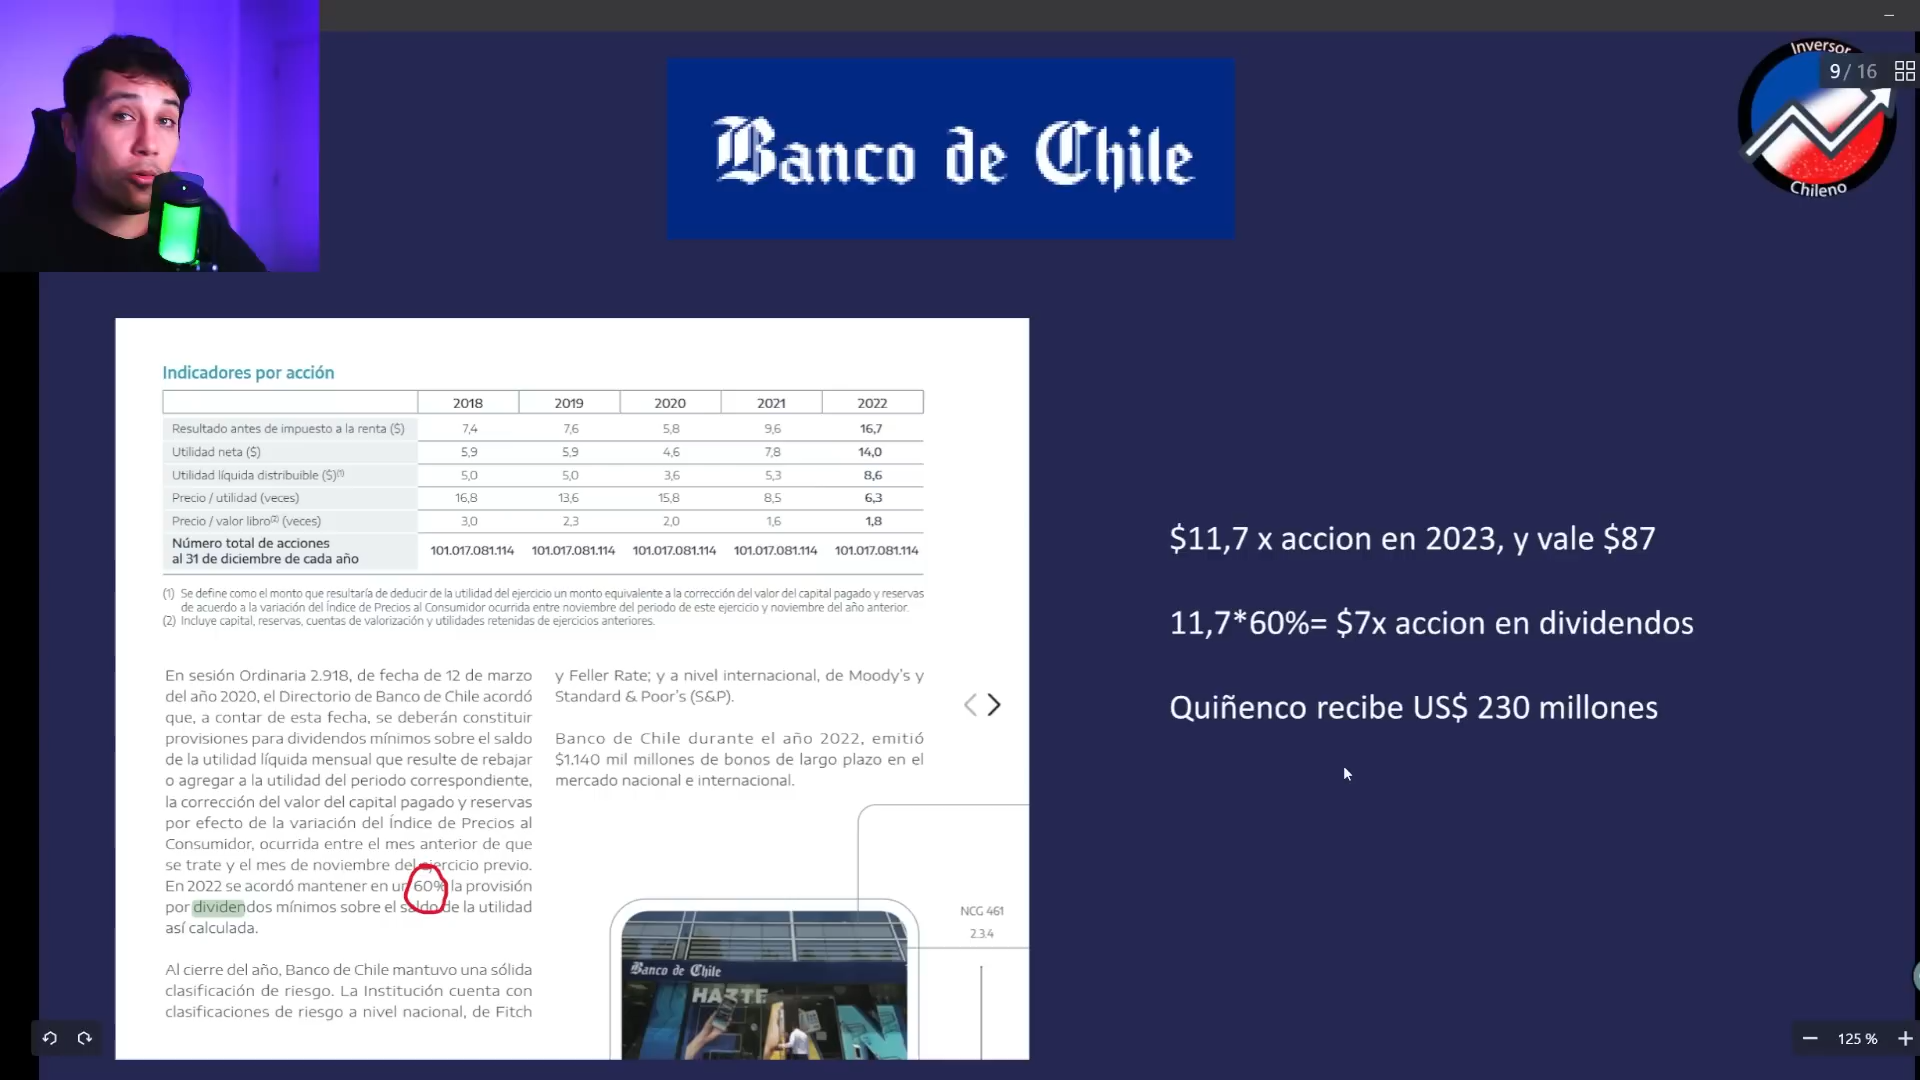 Inversor
Chileno
9 / 16
Banco de Chile
Indicadores por acción
2018 2019 2020 2021 2022
Resultado antes de impuesto a la renta ($) 7,4 7,6 5,8 9,6 16,7
Utilidad neta ($) 5,9 5,9 4,6 7,8 14,0
Utilidad líquida distribuible ($)(1) 5,0 5,0 3,6 5,3 8,6
Precio / utilidad (veces) 16,8 13,6 15,8 8,5 6,3
Precio / valor libro(2) (veces) 3,0 2,3 2,0 1,6 1,8
Número total de acciones
al 31 de diciembre de cada año 101.017.081.114 101.017.081.114 101.017.081.114 101.017.081.114 101.017.081.114
(1) Se define como el monto que resultaría de deducir de la utilidad del ejercicio un monto equivalente a la corrección del valor del capital pagado y reservas
de acuerdo a la variación del Índice de Precios al Consumidor ocurrida entre noviembre del periodo de este ejercicio y noviembre del año anterior.
(2) Incluye capital, reservas, cuentas de valorización y utilidades retenidas de ejercicios anteriores.
En sesión Ordinaria 2.918, de fecha de 12 de marzo
del año 2020, el Directorio de Banco de Chile acordó
que, a contar de esta fecha, se deberán constituir
provisiones para dividendos mínimos sobre el saldo
de la utilidad líquida mensual que resulte de rebajar
o agregar a la utilidad del periodo correspondiente,
la corrección del valor del capital pagado y reservas
por efecto de la variación del Índice de Precios al
Consumidor, ocurrida entre el mes anterior de que
se trate y el mes de noviembre del ejercicio previo.
En 2022 se acordó mantener en un 60% la provisión
por dividendos mínimos sobre el saldo de la utilidad
así calculada.
Al cierre del año, Banco de Chile mantuvo una sólida
clasificación de riesgo. La Institución cuenta con
clasificaciones de riesgo a nivel nacional, de Fitch
y Feller Rate; y a nivel internacional, de Moody's y
Standard & Poor's (S&P).
Banco de Chile durante el año 2022, emitió
$1.140 mil millones de bonos de largo plazo en el
mercado nacional e internacional.
NCG 461
2.3.4
Banco de Chile
HAZTE
$11,7 x accion en 2023, y vale $87
11,7*60%= $7x accion en dividendos
Quiñenco recibe US$ 230 millones
125 %